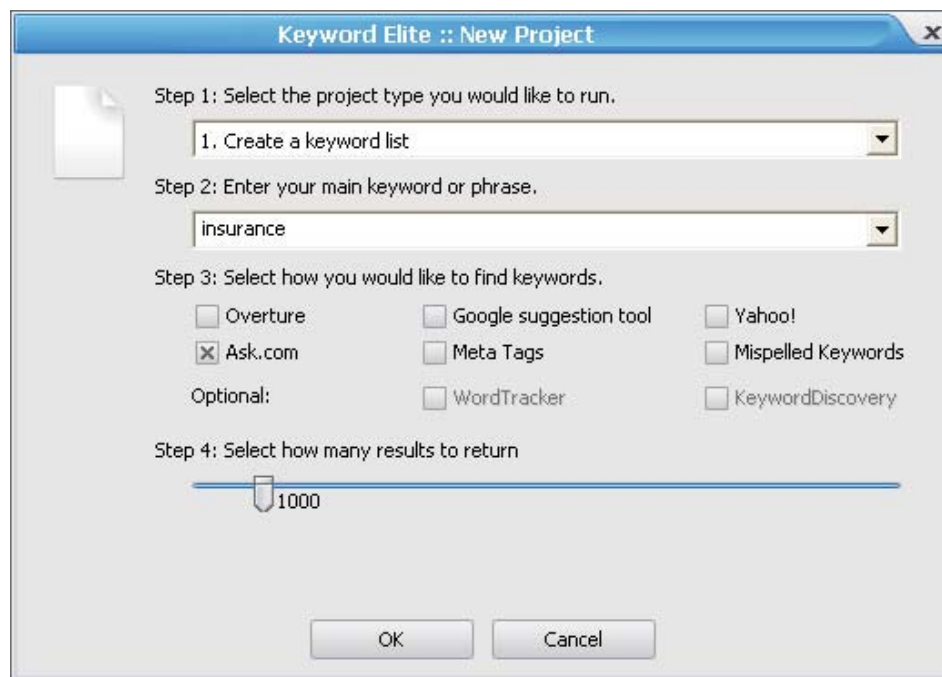 Keyword Elite :: New Project
Step 1: Select the project type you would like to run.
1. Create a keyword list
Step 2: Enter your main keyword or phrase.
insurance
Step 3: Select how you would like to find keywords.
Overture Google suggestion tool Yahoo!
Ask.com Meta Tags Mispelled Keywords
Optional: WordTracker KeywordDiscovery
Step 4: Select how many results to return
1000
OK Cancel